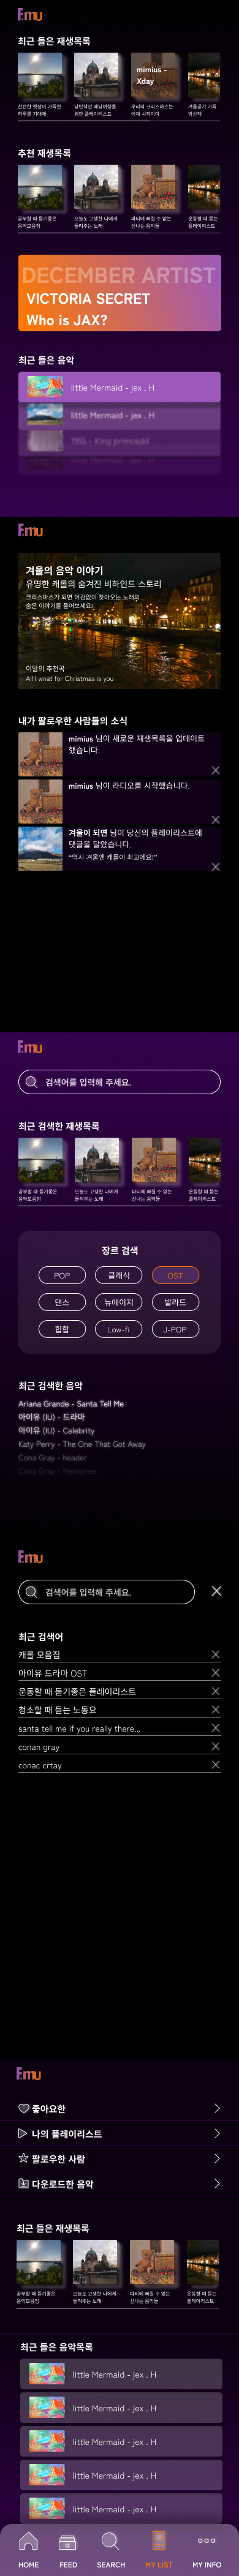 F.mu
최근 들은 재생목록
mimius -
Xday
잔잔한 햇살이 가득한
하루를 기대해
낭만적인 배낭여행을
위한 플레이리스트
우리의 크리스마스는
이제 시작이야
겨울공기 가득
밤산책
추천 재생목록
공부할 때 듣기좋은
음악모음집
오늘도 고생한 나에게
들려주는 노래
파티에 빠질 수 없는
신나는 음악들
운동할 때 듣는
플레이리스트
DECEMBER ARTIST
VICTORIA SECRET
Who is JAX?
최근 들은 음악
little Mermaid - jex . H
little Mermaid - jex . H
1955 - King princedd
little Mermaid - jex . H
F.mu
겨울의 음악 이야기
유명한 캐롤의 숨겨진 비하인드 스토리
크리스마스가 되면 어김없이 찾아오는 노래의
숨은 이야기를 들어보세요!
이달의 추천곡
All I wnat for Christmas is you
내가 팔로우한 사람들의 소식
mimius 님이 새로운 재생목록을 업데이트
했습니다.
mimius 님이 라디오를 시작했습니다.
겨울이 되면 님이 당신의 플레이리스트에
댓글을 달았습니다.
“역시 겨울엔 캐롤이 최고에요!”
F.mu
검색어를 입력해 주세요.
최근 검색한 재생목록
공부할 때 듣기좋은
음악모음집
오늘도 고생한 나에게
들려주는 노래
파티에 빠질 수 없는
신나는 음악들
운동할 때 듣는
플레이리스트
장르 검색
POP
클래식
OST
댄스
뉴에이지
발라드
힙합
Low-fi
J-POP
최근 검색한 음악
Ariana Grande - Santa Tell Me
아이유 (IU) - 드라마
아이유 (IU) - Celebrity
Katy Perry - The One That Got Away
Cona Gray - header
Cona Gray - Memories
F.mu
검색어를 입력해 주세요.
최근 검색어
캐롤 모음집
아이유 드라마 OST
운동할 때 듣기좋은 플레이리스트
청소할 때 듣는 노동요
santa tell me if you really there...
conan gray
conac crtay
F.mu
좋아요한
나의 플레이리스트
팔로우한 사람
다운로드한 음악
최근 들은 재생목록
공부할 때 듣기좋은
음악모음집
오늘도 고생한 나에게
들려주는 노래
파티에 빠질 수 없는
신나는 음악들
운동할 때 듣는
플레이리스트
최근 들은 음악목록
little Mermaid - jex . H
little Mermaid - jex . H
little Mermaid - jex . H
little Mermaid - jex . H
little Mermaid - jex . H
HOME
FEED
SEARCH
MY LIST
MY INFO